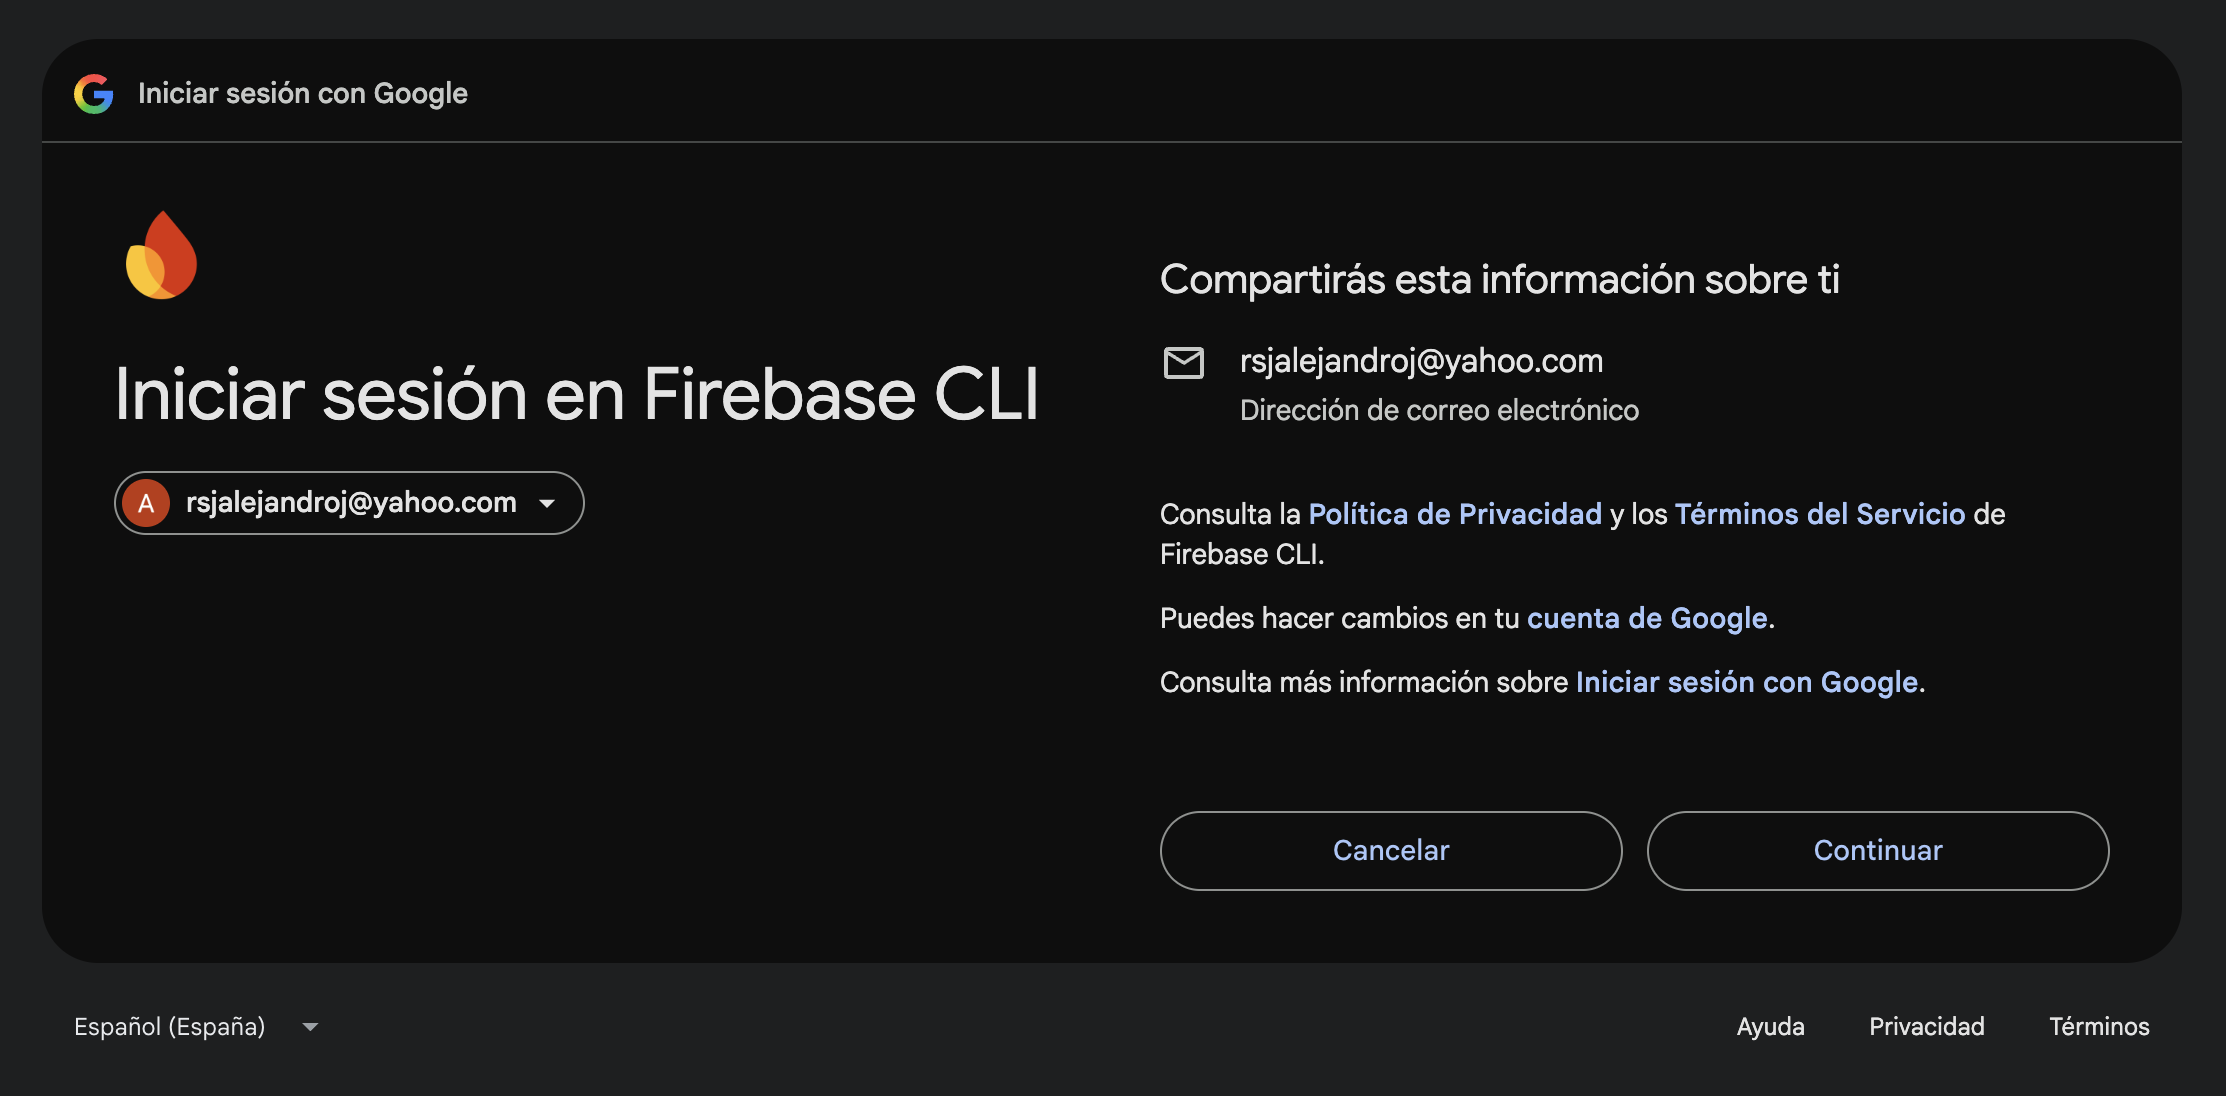 Iniciar sesión con Google
Iniciar sesión en Firebase CLI
A rsjalejandroj@yahoo.com
Compartirás esta información sobre ti
rsjalejandroj@yahoo.com
Dirección de correo electrónico
Consulta la Política de Privacidad y los Términos del Servicio de
Firebase CLI.
Puedes hacer cambios en tu cuenta de Google.
Consulta más información sobre Iniciar sesión con Google.
Cancelar Continuar
Español (España) Ayuda Privacidad Términos